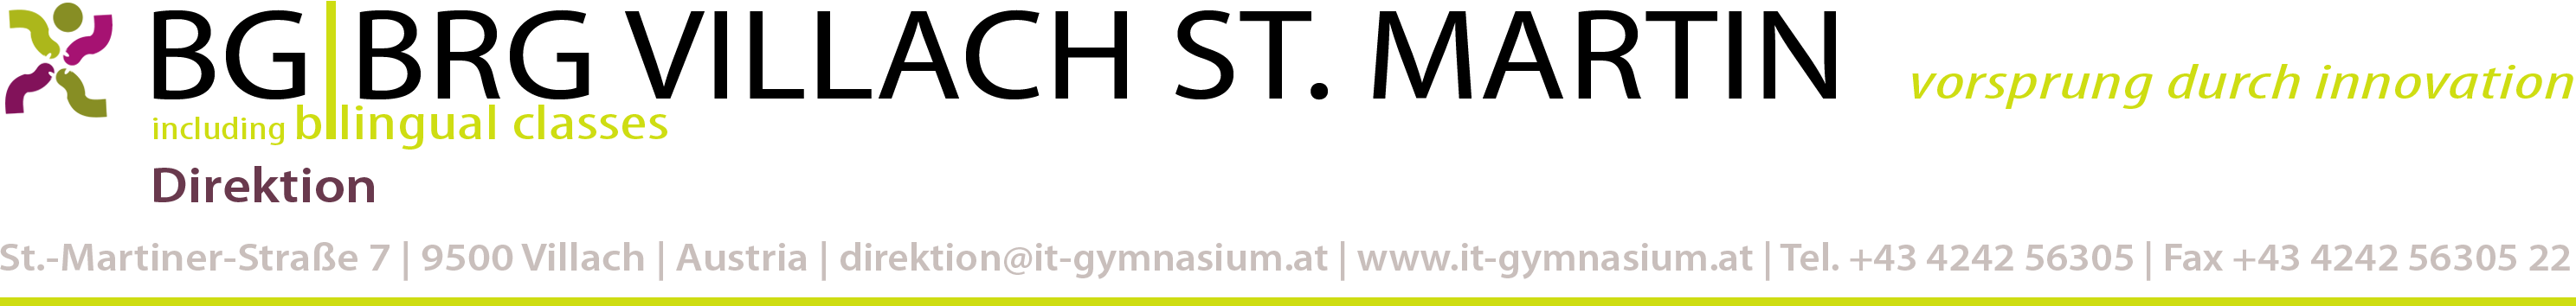 BG|BRG VILLACH ST. MARTIN vorsprung durch innovation
including bilingual classes
Direktion
St.-Martiner-Straße 7 | 9500 Villach | Austria | direktion@it-gymnasium.at | www.it-gymnasium.at | Tel. +43 4242 56305 | Fax +43 4242 56305 22